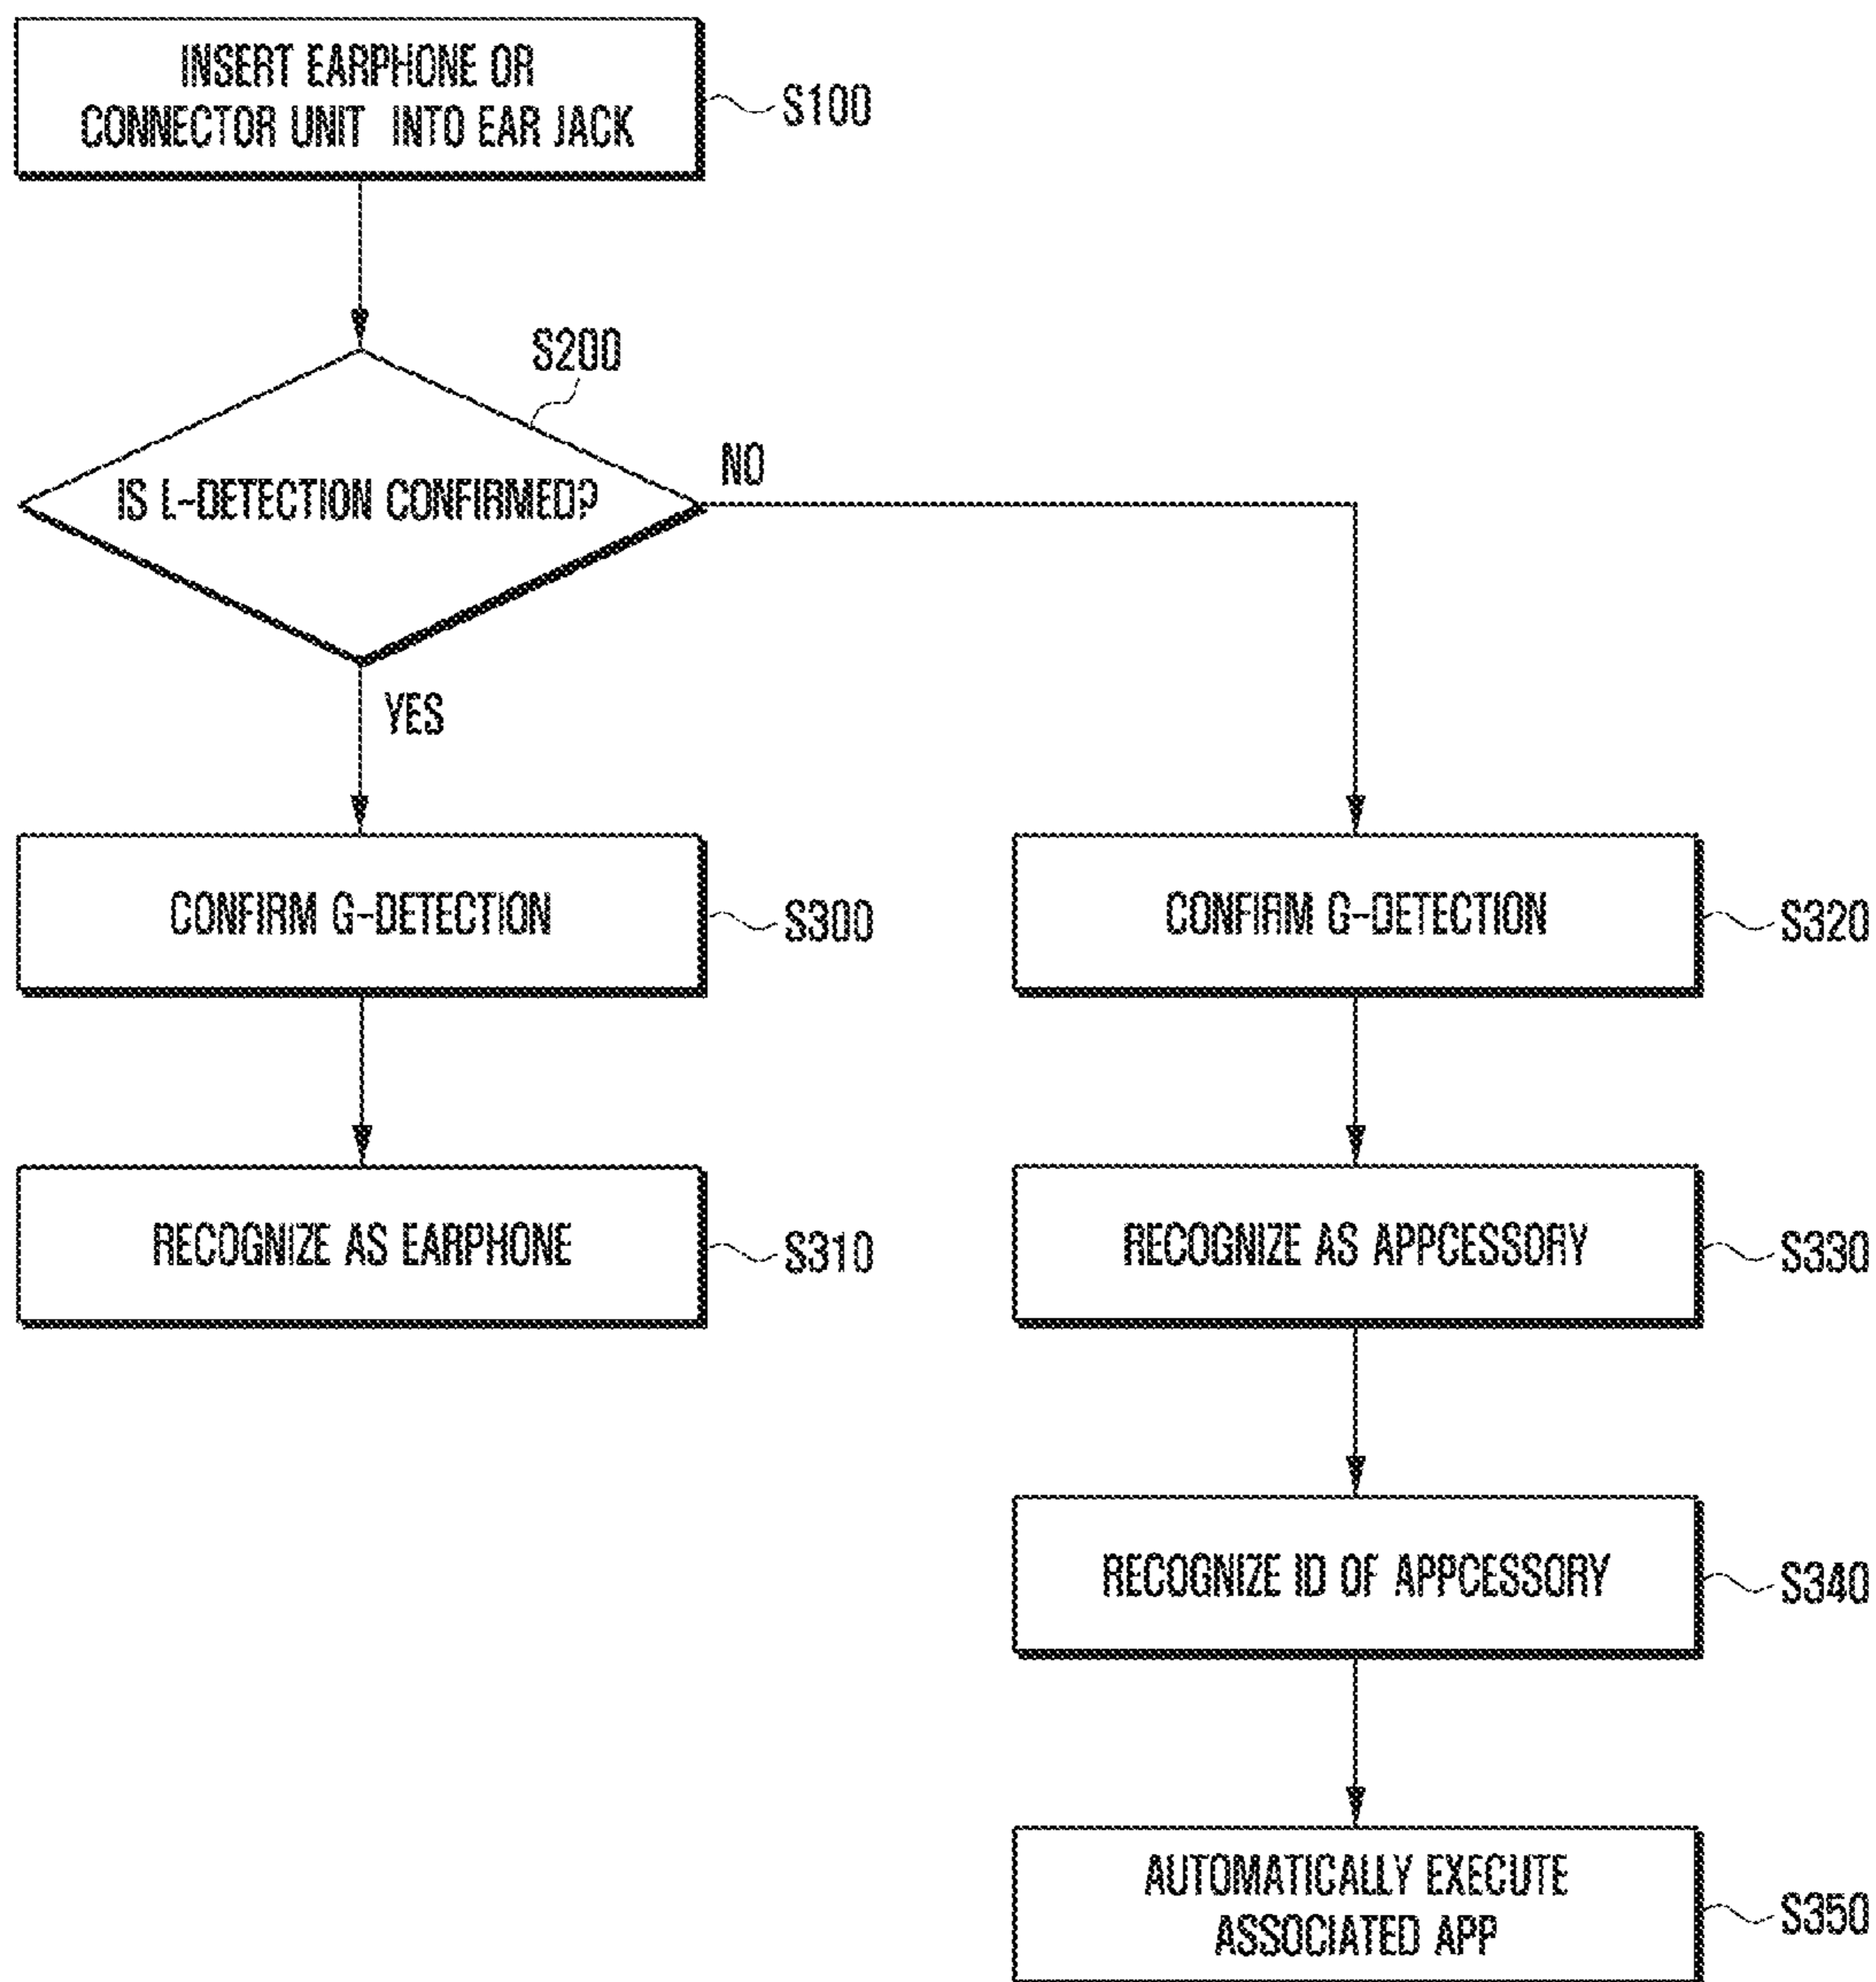 INSERT EARPHONE OR
CONNECTOR UNIT INTO EAR JACK
S100
S200
IS L-DETECTION CONFIRMED?
NO
YES
CONFIRM G-DETECTION
S300
CONFIRM G-DETECTION
S320
RECOGNIZE AS EARPHONE
S310
RECOGNIZE AS APPCESSORY
S330
RECOGNIZE ID OF APPCESSORY
S340
AUTOMATICALLY EXECUTE
ASSOCIATED APP
S350